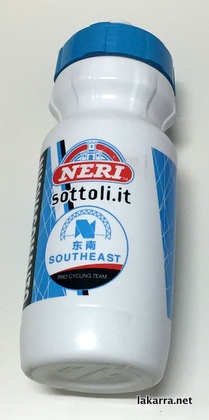 NERI
sottoli.it
N
东南
SOUTHEAST
PRO CYCLING TEAM
lakarra.net